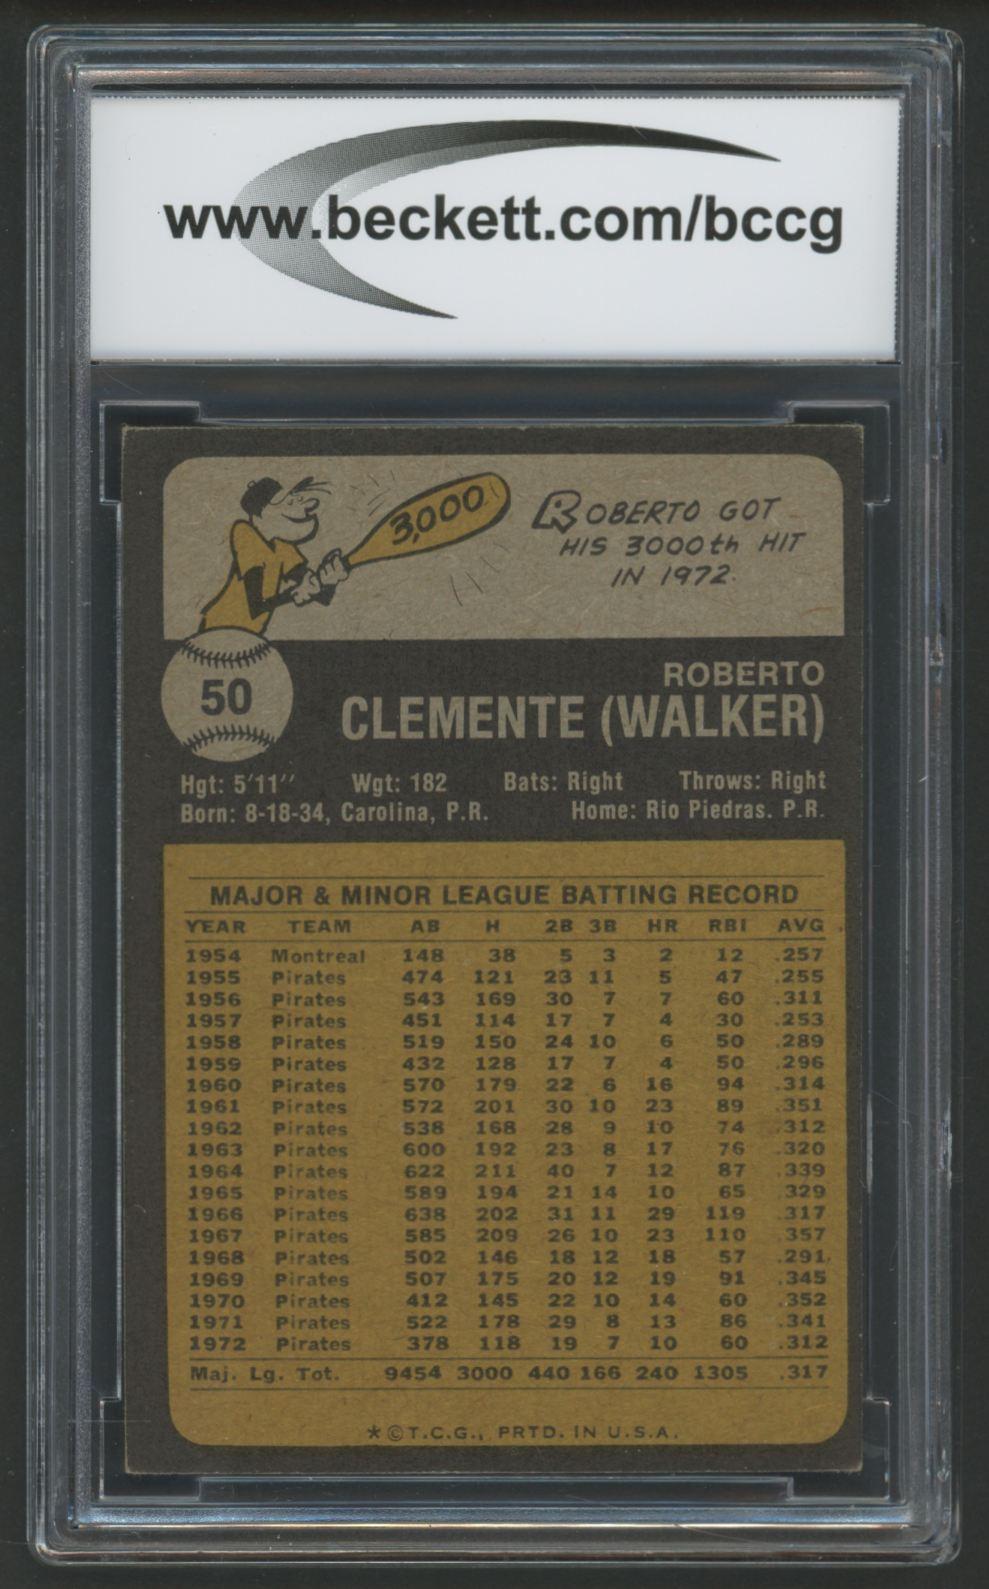 www.beckett.com/bccg
3,000
ROBERTO GOT
HIS 3000th HIT
IN 1972.
50
ROBERTO
CLEMENTE (WALKER)
Hgt: 5'11'' Wgt: 182 Bats: Right Throws: Right
Born: 8-18-34, Carolina, P.R. Home: Rio Piedras. P.R.
MAJOR & MINOR LEAGUE BATTING RECORD
YEAR TEAM AB H 2B 3B HR RBI AVG
1954 Montreal 148 38 5 3 2 12 .257
1955 Pirates 474 121 23 11 5 47 .255
1956 Pirates 543 169 30 7 7 60 .311
1957 Pirates 451 114 17 7 4 30 .253
1958 Pirates 519 150 24 10 6 50 .289
1959 Pirates 432 128 17 7 4 50 .296
1960 Pirates 570 179 22 6 16 94 .314
1961 Pirates 572 201 30 10 23 89 .351
1962 Pirates 538 168 28 9 10 74 .312
1963 Pirates 600 192 23 8 17 76 .320
1964 Pirates 622 211 40 7 12 87 .339
1965 Pirates 589 194 21 14 10 65 .329
1966 Pirates 638 202 31 11 29 119 .317
1967 Pirates 585 209 26 10 23 110 .357
1968 Pirates 502 146 18 12 18 57 .291
1969 Pirates 507 175 20 12 19 91 .345
1970 Pirates 412 145 22 10 14 60 .352
1971 Pirates 522 178 29 8 13 86 .341
1972 Pirates 378 118 19 7 10 60 .312
Maj. Lg. Tot. 9454 3000 440 166 240 1305 .317
*©T.C.G., PRTD. IN U.S.A.